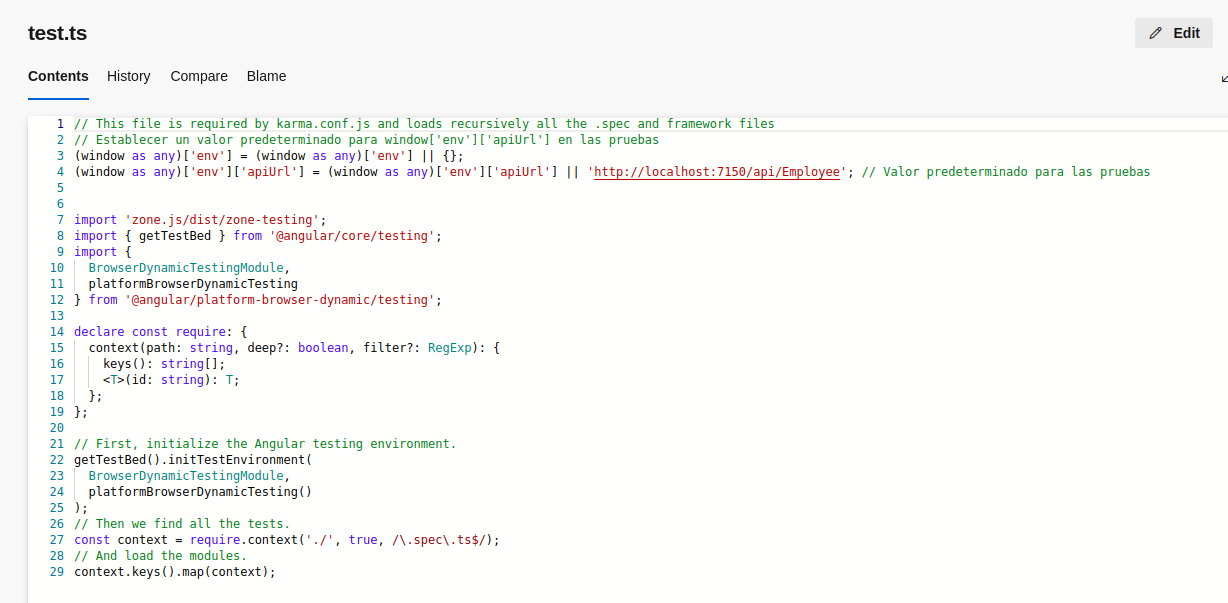 test.ts
Edit
Contents History Compare Blame
1 // This file is required by karma.conf.js and loads recursively all the .spec and framework files
2 // Establecer un valor predeterminado para window['env']['apiUrl'] en las pruebas
3 (window as any)['env'] = (window as any)['env'] || {};
4 (window as any)['env']['apiUrl'] = (window as any)['env']['apiUrl'] || 'http://localhost:7150/api/Employee'; // Valor predeterminado para las pruebas
5
6
7 import 'zone.js/dist/zone-testing';
8 import { getTestBed } from '@angular/core/testing';
9 import {
10   BrowserDynamicTestingModule,
11   platformBrowserDynamicTesting
12 } from '@angular/platform-browser-dynamic/testing';
13
14 declare const require: {
15   context(path: string, deep?: boolean, filter?: RegExp): {
16     keys(): string[];
17     <T>(id: string): T;
18   };
19 };
20
21 // First, initialize the Angular testing environment.
22 getTestBed().initTestEnvironment(
23   BrowserDynamicTestingModule,
24   platformBrowserDynamicTesting()
25 );
26 // Then we find all the tests.
27 const context = require.context('./', true, /\.spec\.ts$/);
28 // And load the modules.
29 context.keys().map(context);